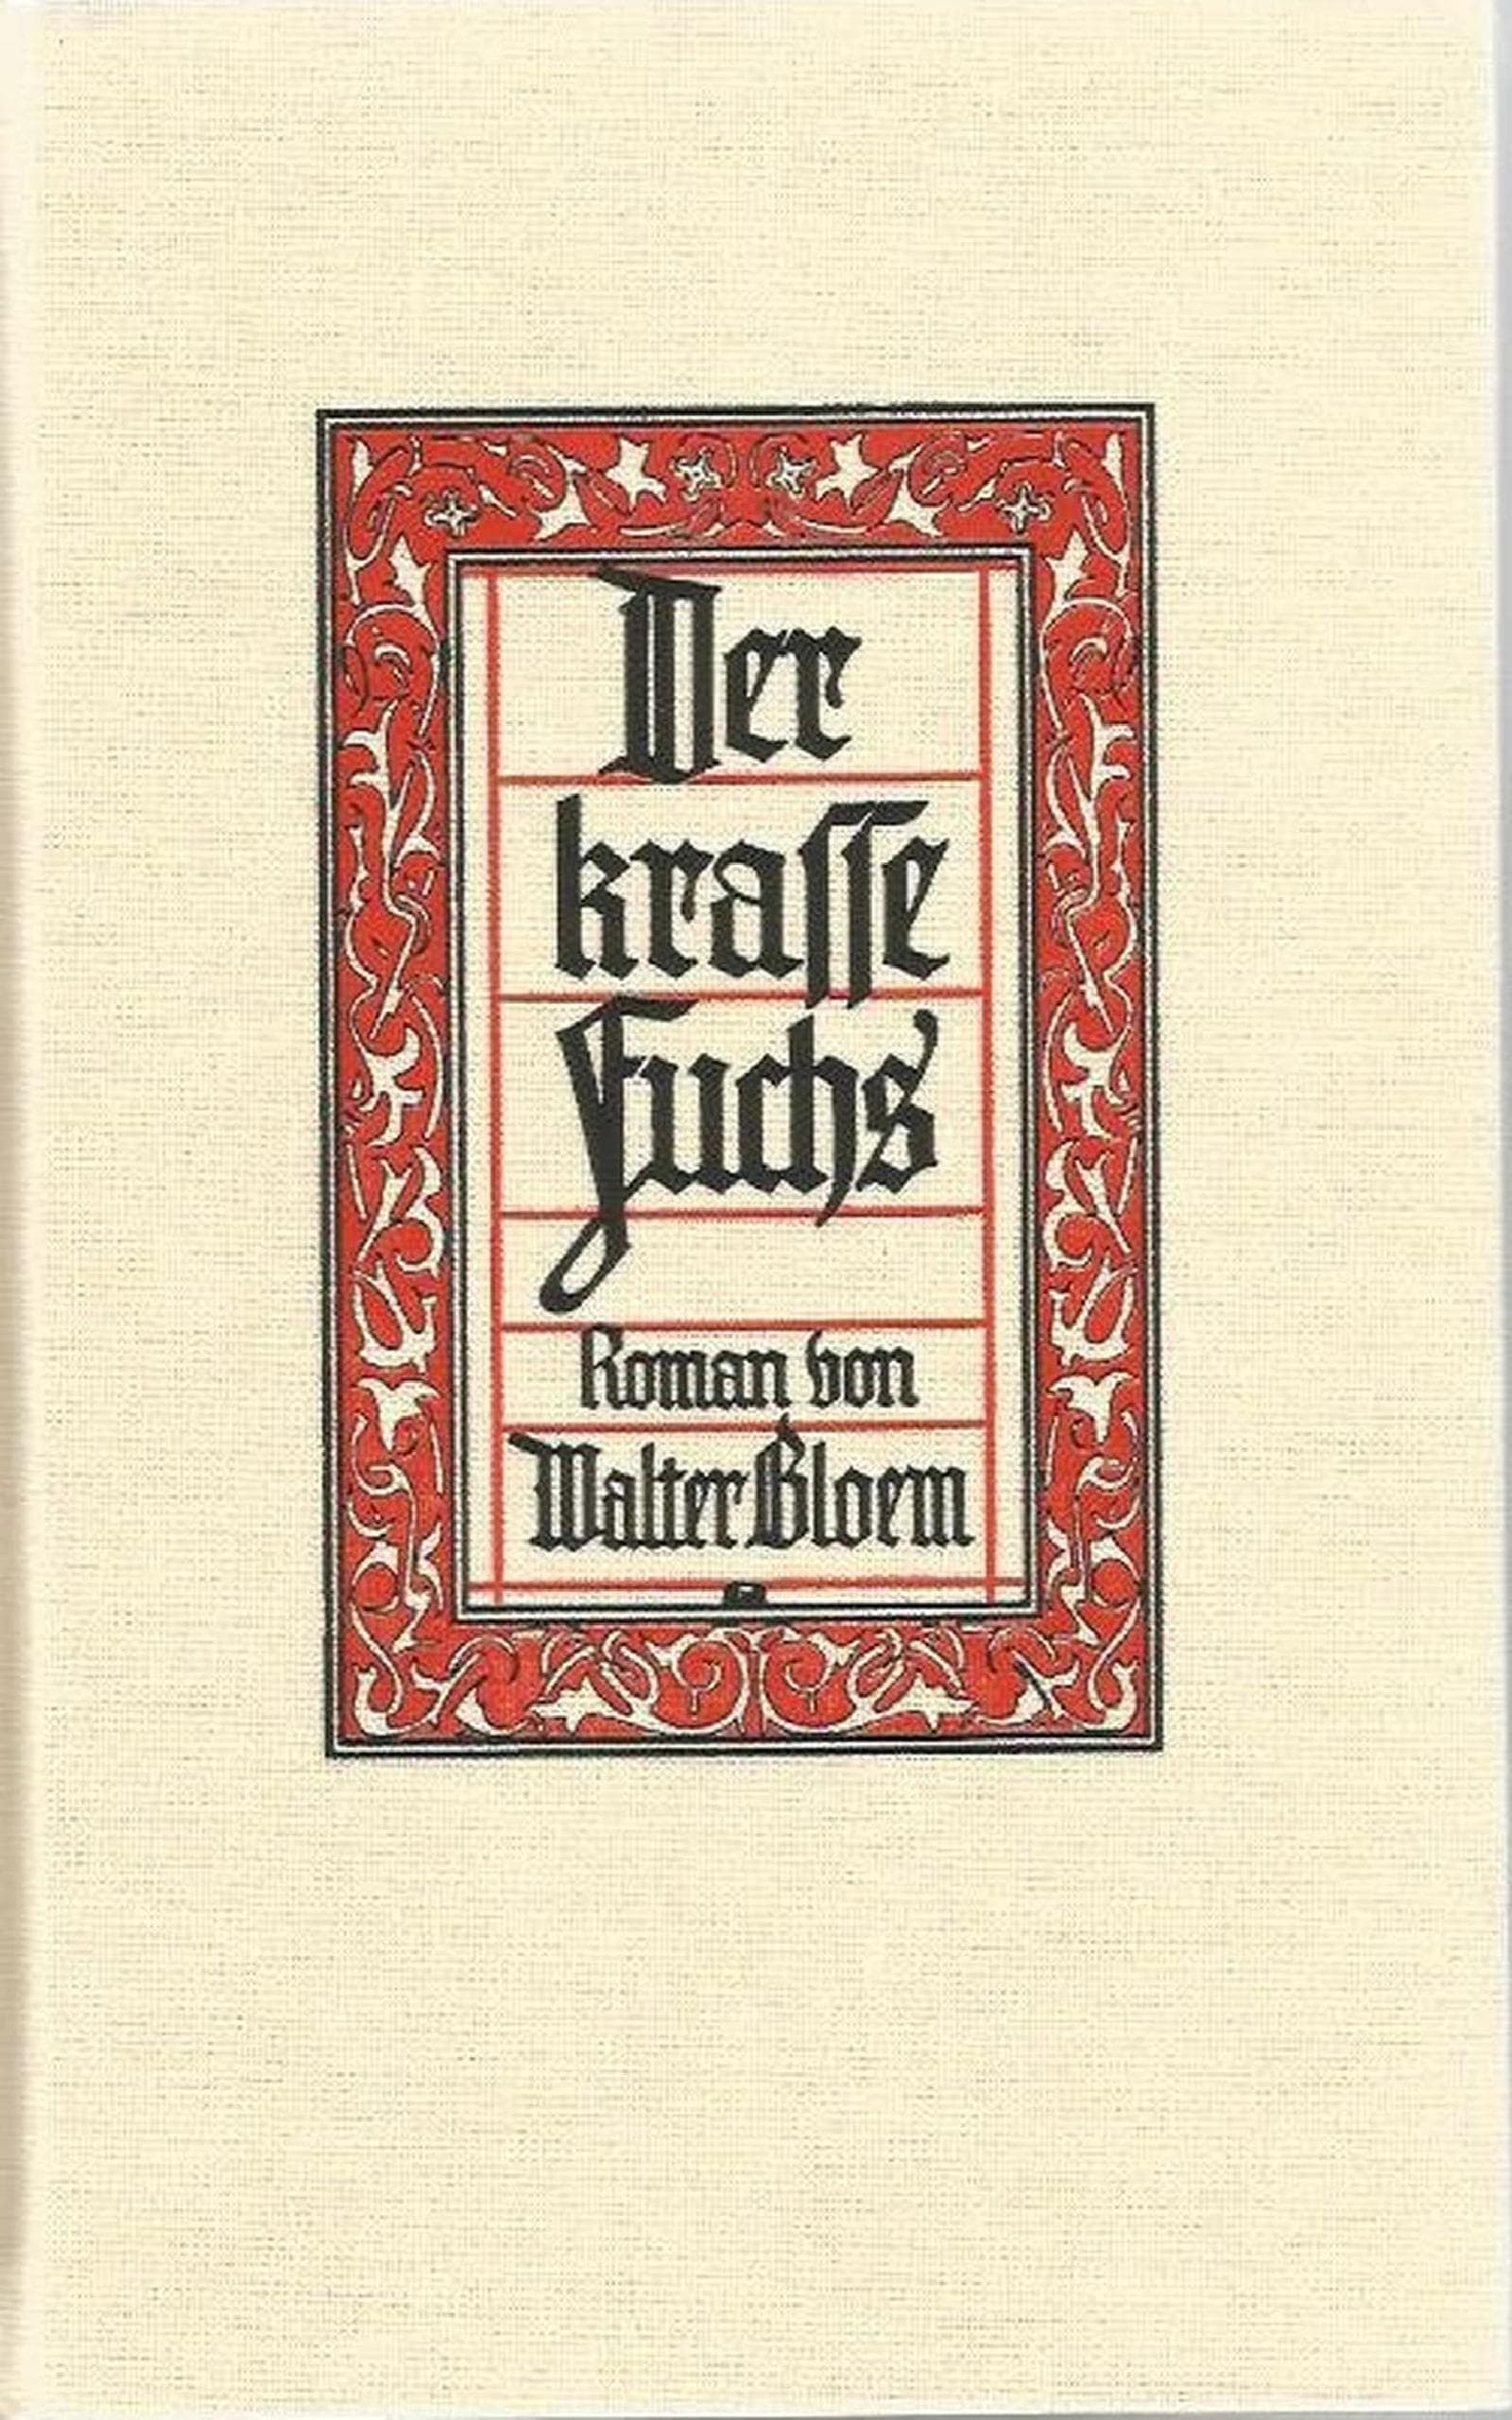 Der
krasse
Fuchs
Roman von
Walter Bloem